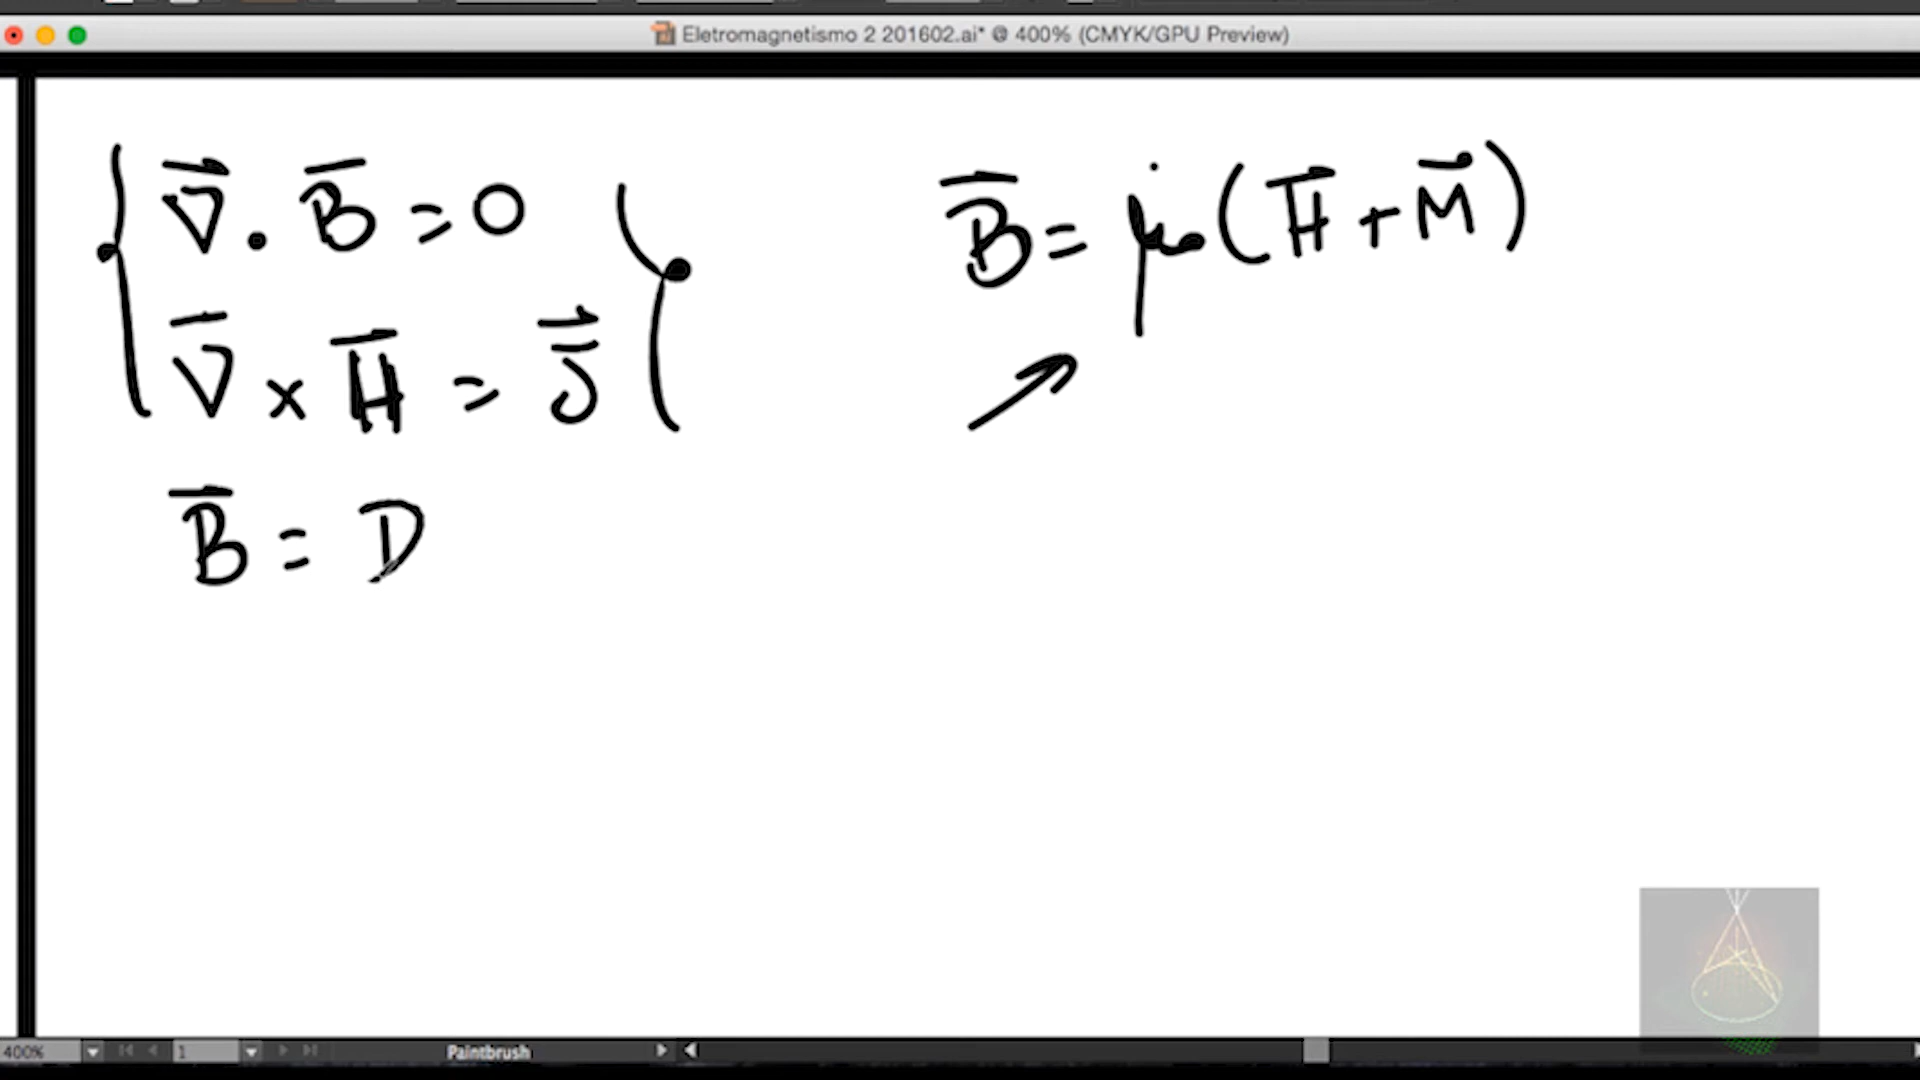 Eletromagnetismo 2 201602.ai* @ 400% (CMYK/GPU Preview)
∇⃗ · B̅ = 0
∇̅ × H̅ = J⃗
B̅ = D
B̅ = μ₀(H̅ + M⃗)
400%
1
Paintbrush